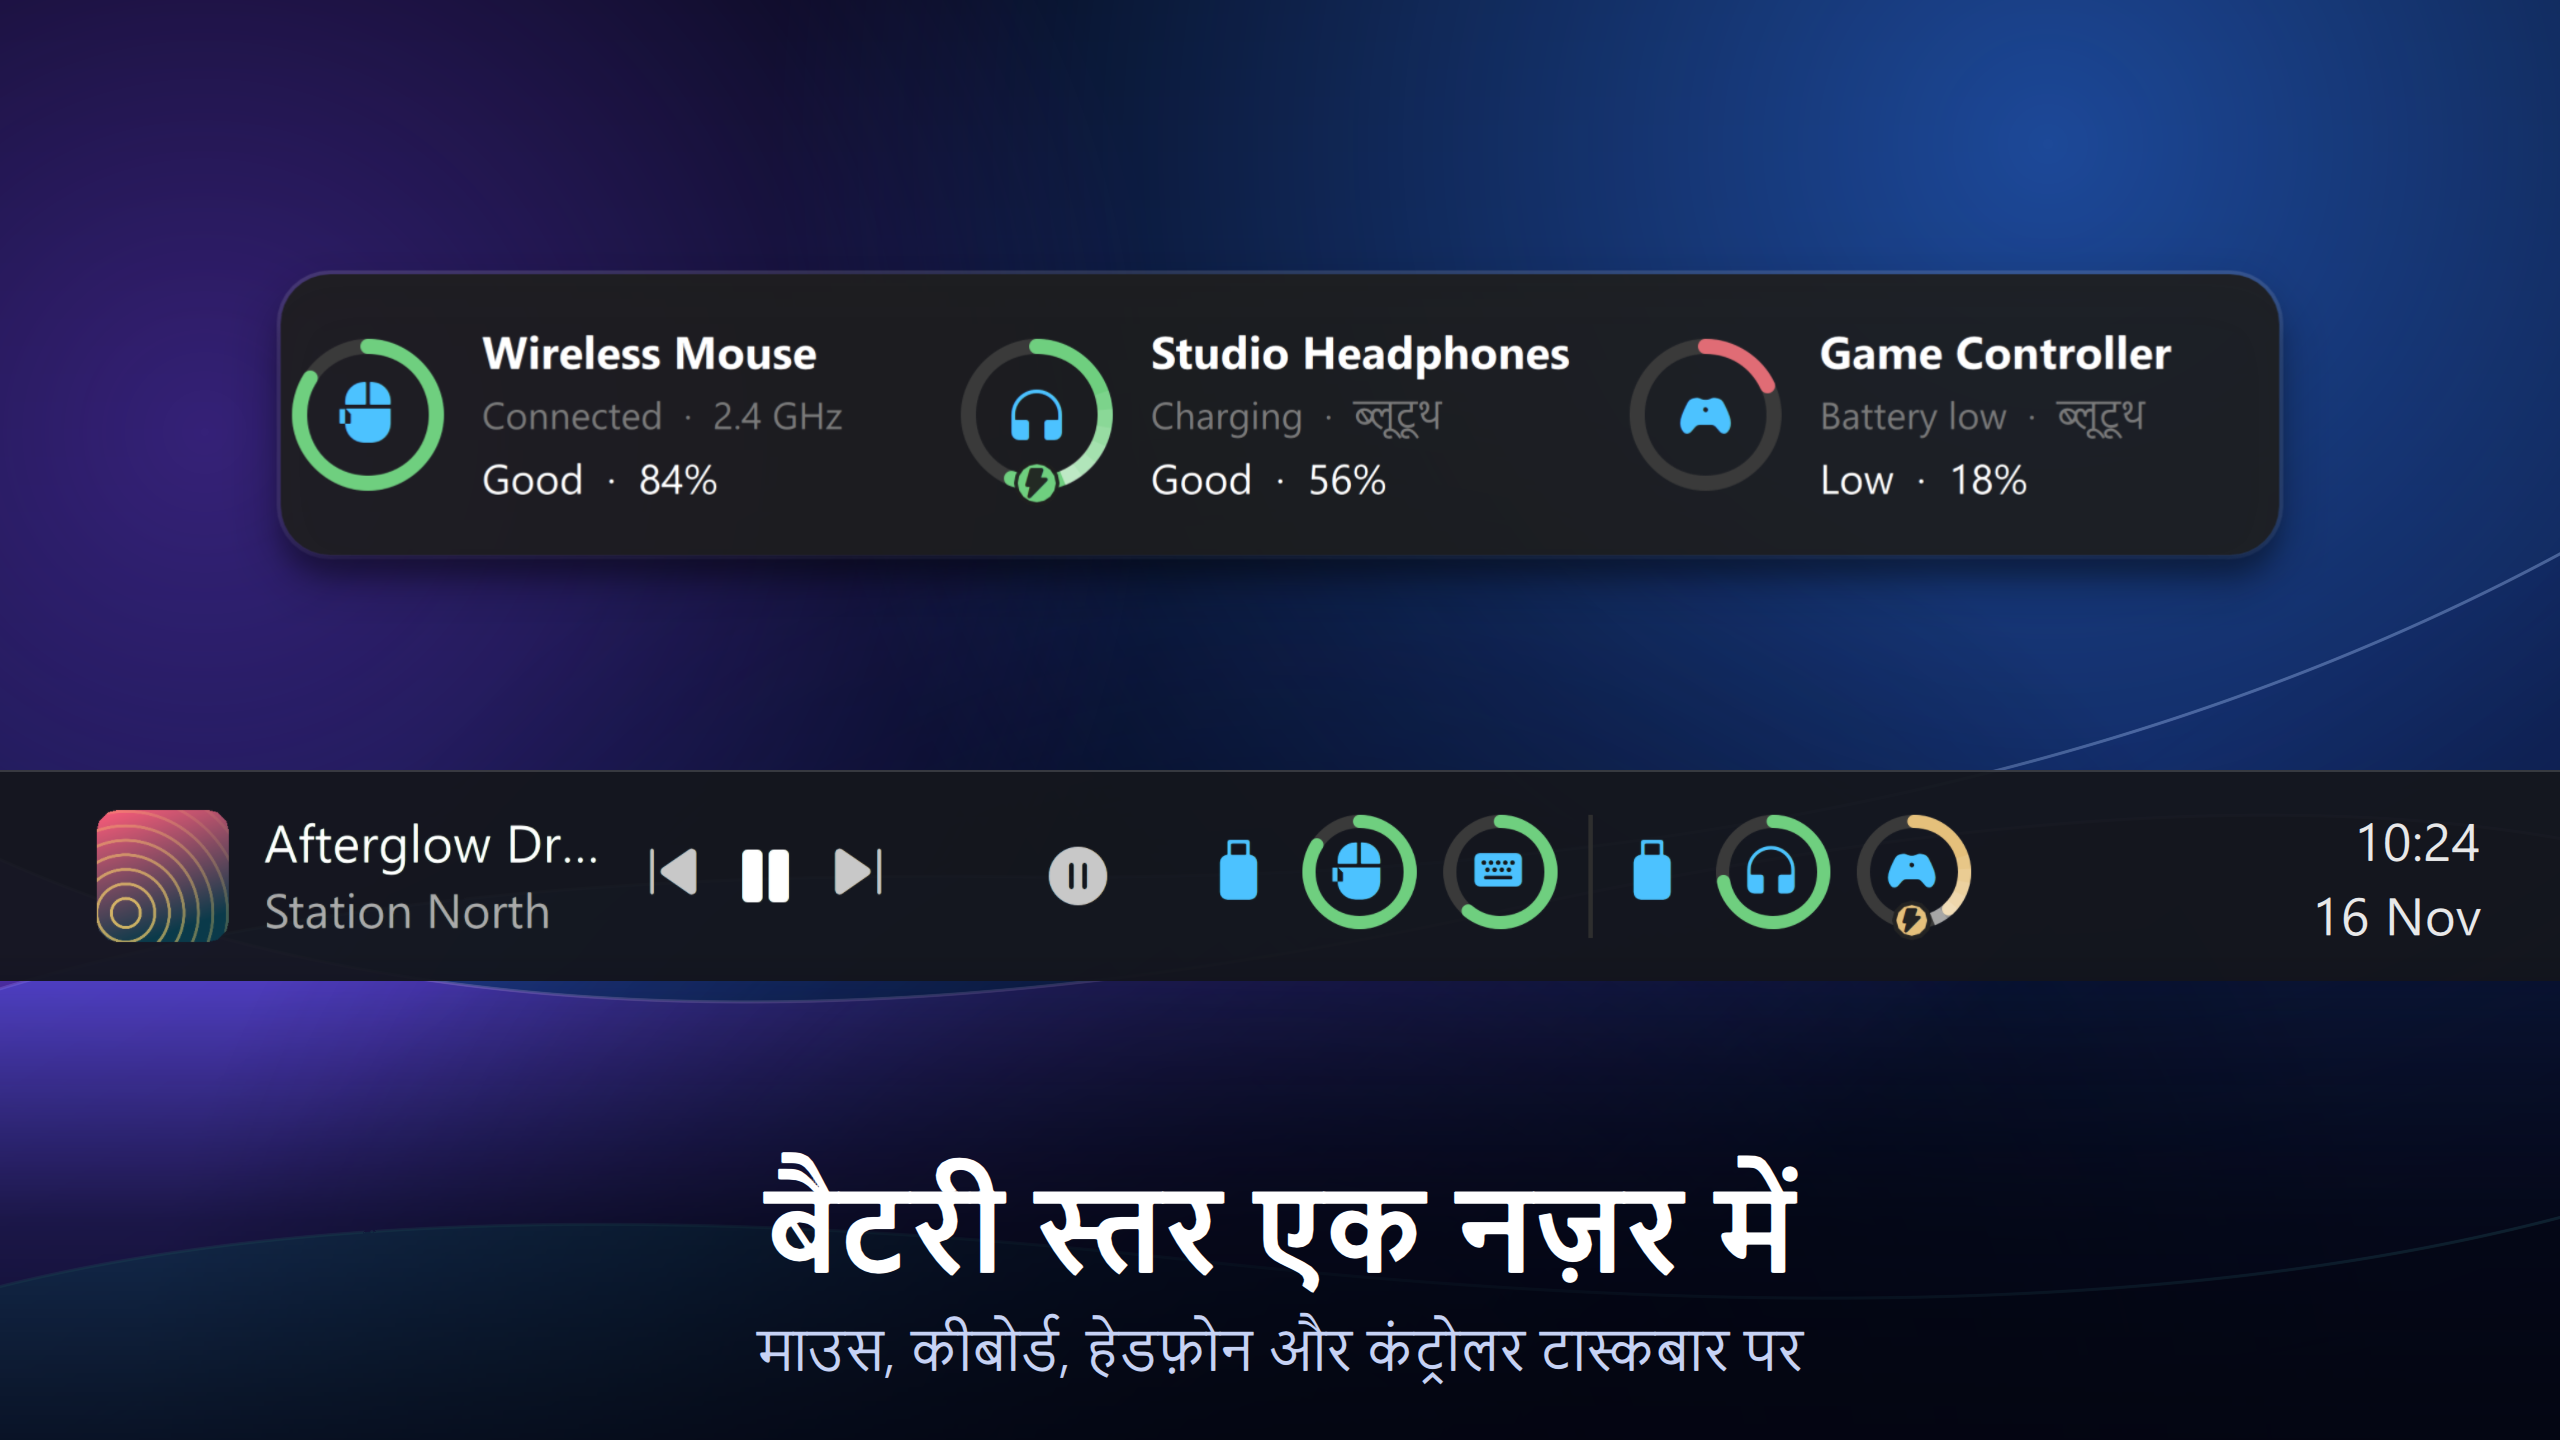 Wireless Mouse
Connected · 2.4 GHz
Good · 84%
Studio Headphones
Charging · ब्लूटूथ
Good · 56%
Game Controller
Battery low · ब्लूटूथ
Low · 18%
Afterglow Dr...
Station North
10:24
16 Nov
बैटरी स्तर एक नज़र में
माउस, कीबोर्ड, हेडफ़ोन और कंट्रोलर टास्कबार पर